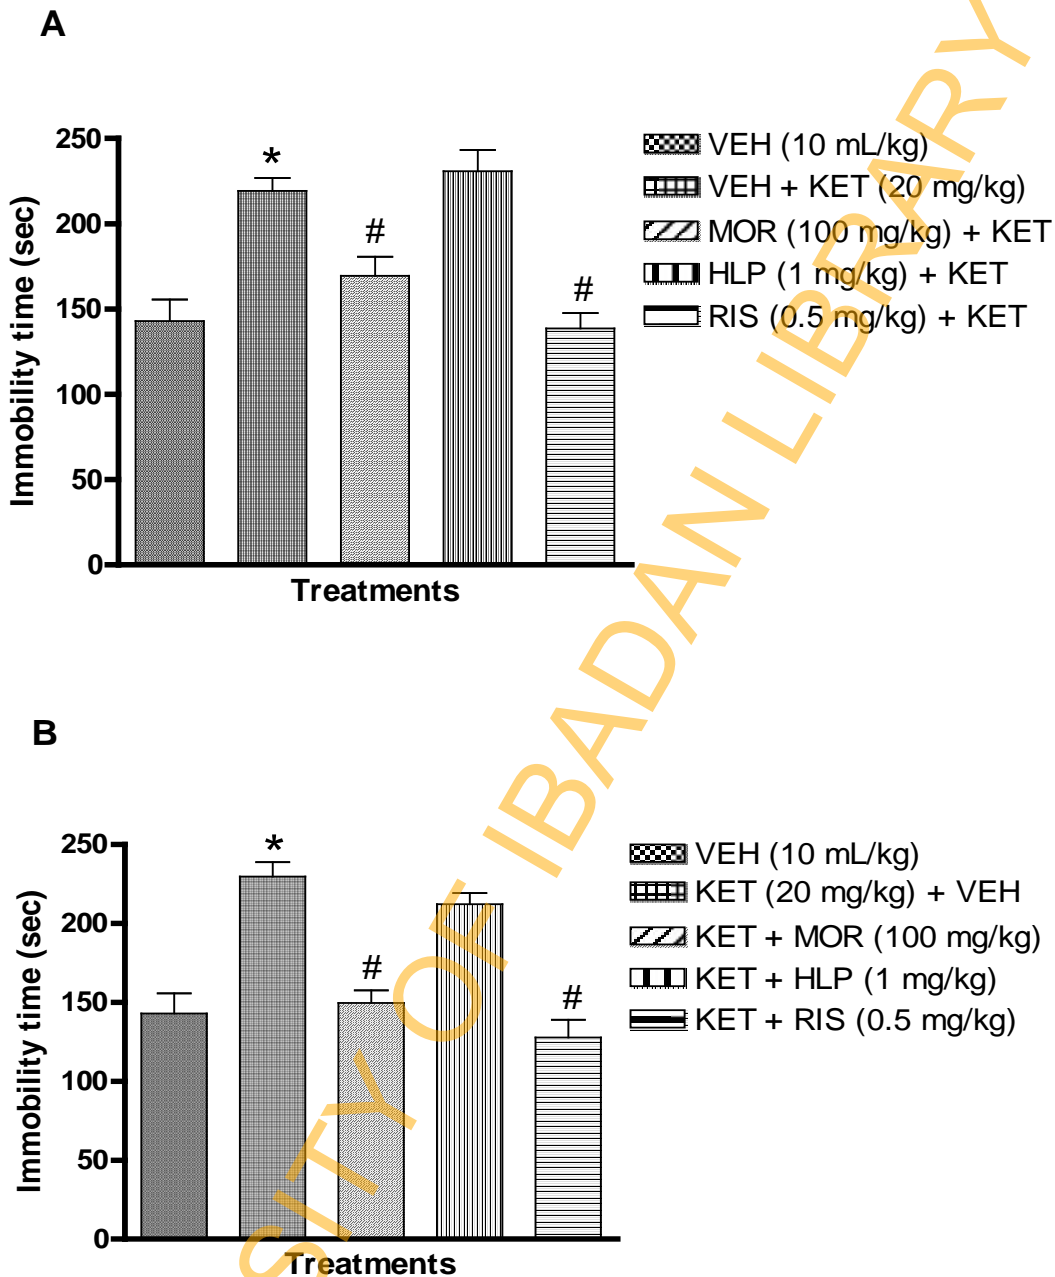 A
250
200
150
100
50
0
Immobility time (sec)
*
#
#
Treatments
VEH (10 mL/kg)
VEH + KET (20 mg/kg)
MOR (100 mg/kg) + KET
HLP (1 mg/kg) + KET
RIS (0.5 mg/kg) + KET
B
250
200
150
100
50
0
Immobility time (sec)
*
#
#
Treatments
VEH (10 mL/kg)
KET (20 mg/kg) + VEH
KET + MOR (100 mg/kg)
KET + HLP (1 mg/kg)
KET + RIS (0.5 mg/kg)
SITY OF IBADAN LIBRARY